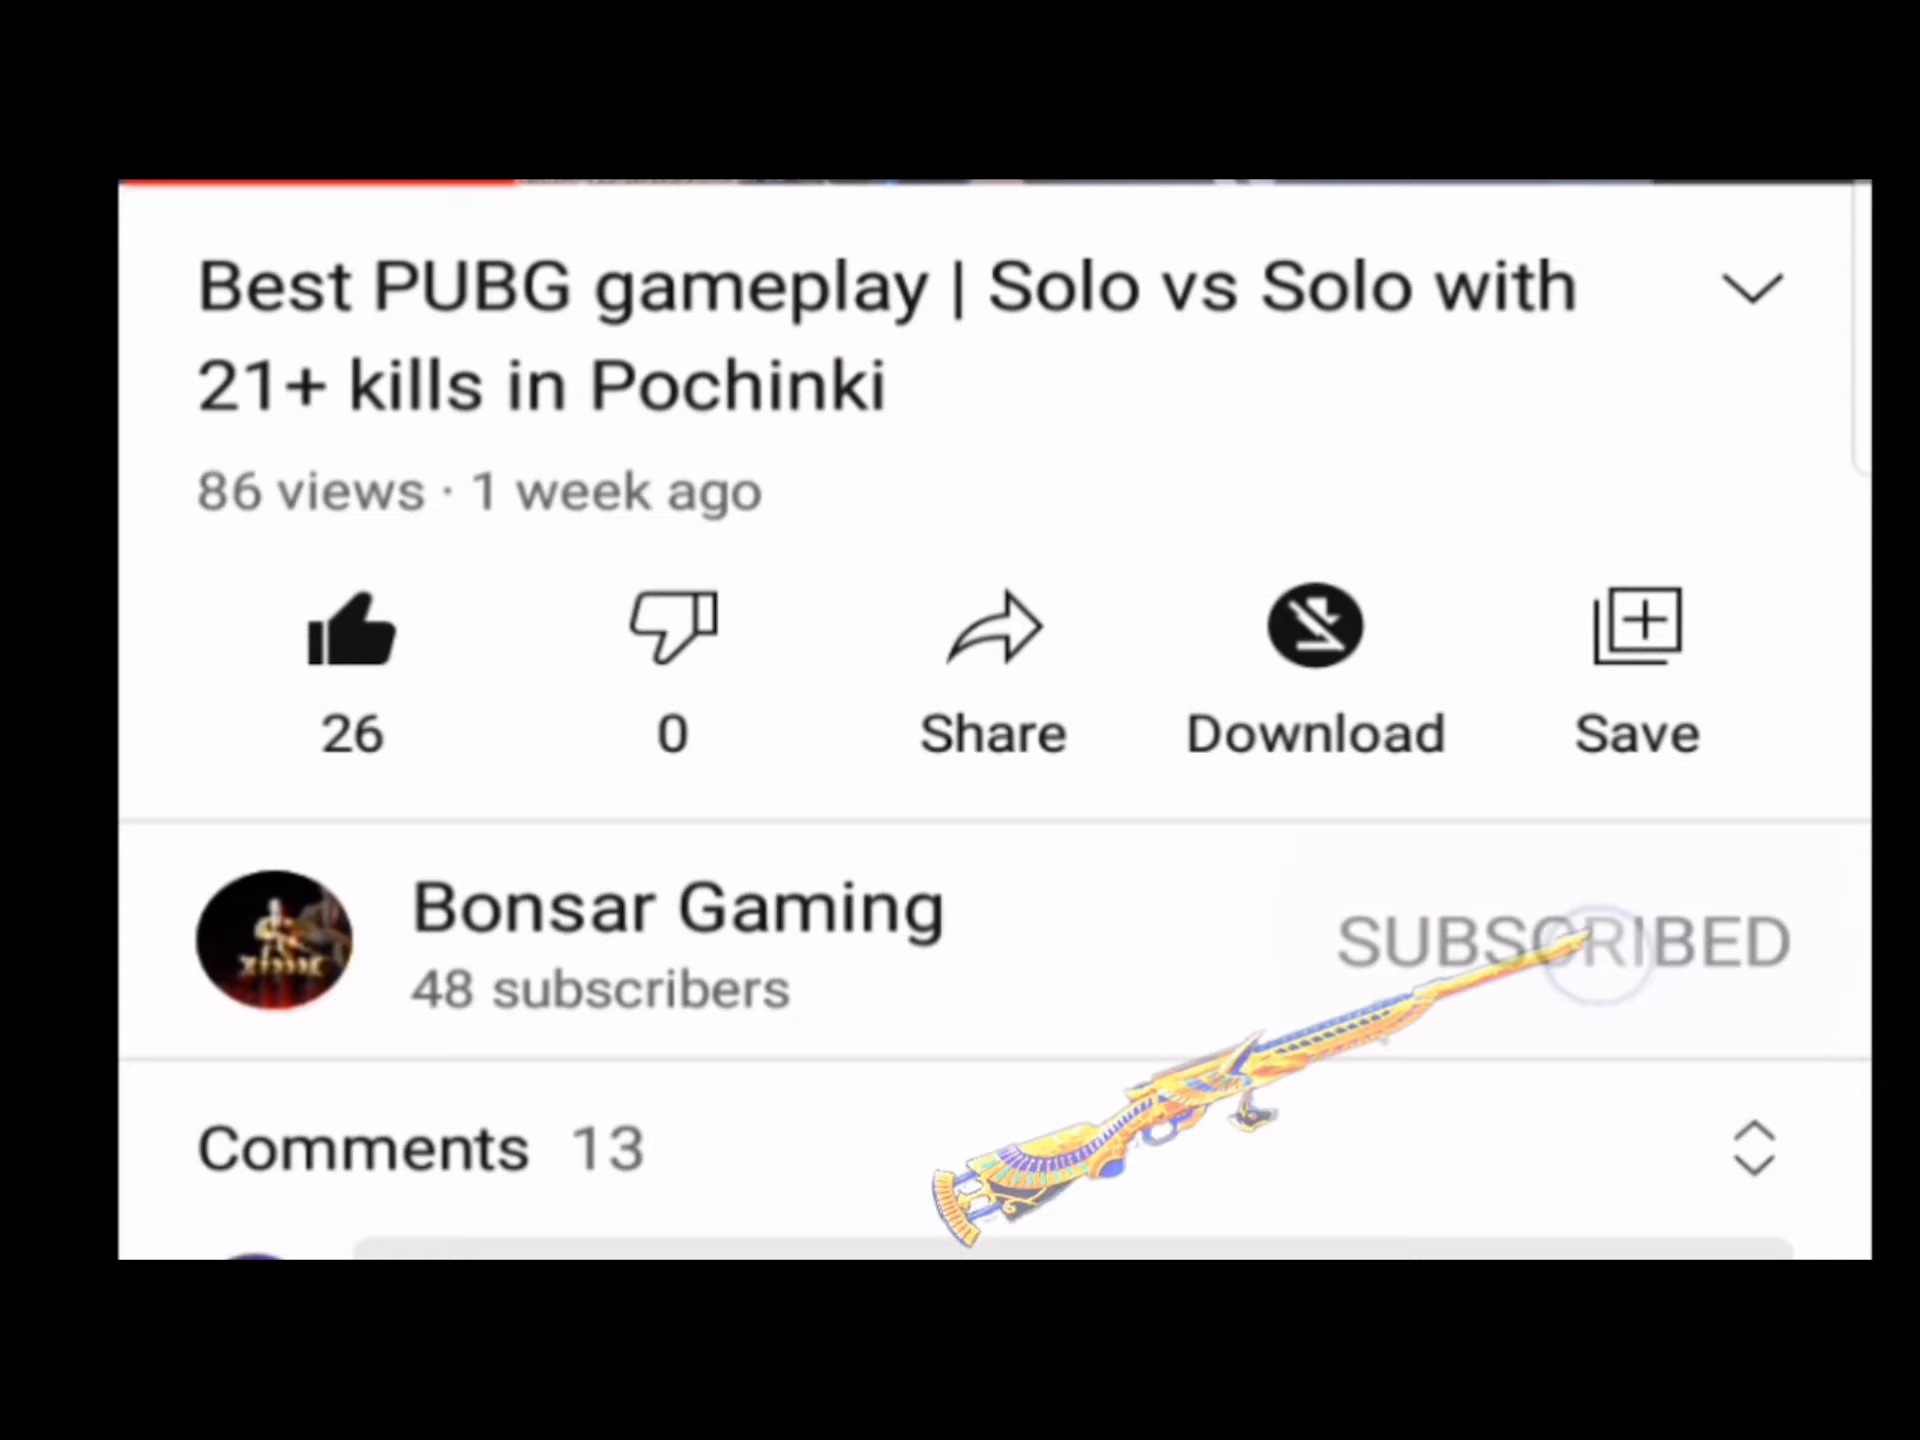 Best PUBG gameplay | Solo vs Solo with
21+ kills in Pochinki
86 views · 1 week ago
26
0
Share
Download
Save
Bonsar Gaming
SUBSCRIBED
48 subscribers
Comments 13